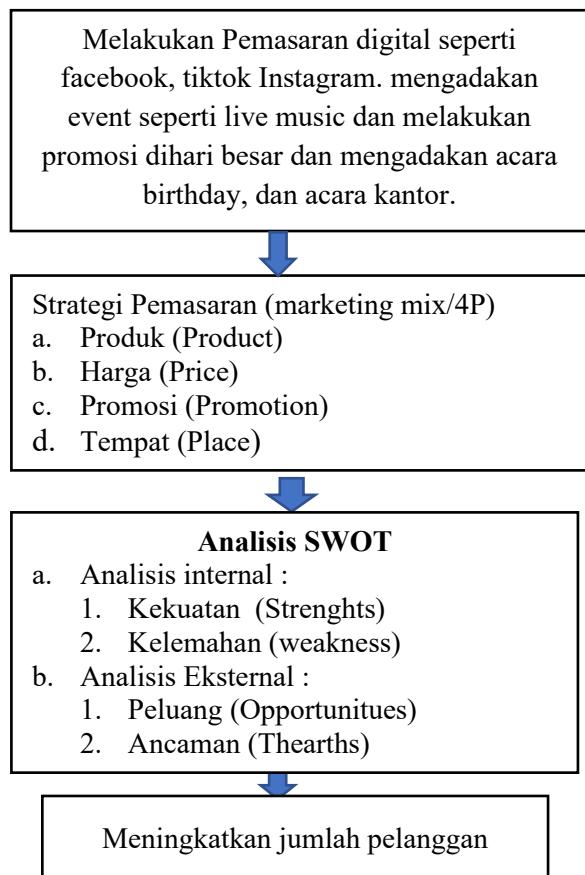 Melakukan Pemasaran digital seperti
facebook, tiktok Instagram. mengadakan
event seperti live music dan melakukan
promosi dihari besar dan mengadakan acara
birthday, dan acara kantor.
Strategi Pemasaran (marketing mix/4P)
a. Produk (Product)
b. Harga (Price)
c. Promosi (Promotion)
d. Tempat (Place)
Analisis SWOT
a. Analisis internal :
1. Kekuatan (Strenghts)
2. Kelemahan (weakness)
b. Analisis Eksternal :
1. Peluang (Opportunitues)
2. Ancaman (Thearths)
Meningkatkan jumlah pelanggan